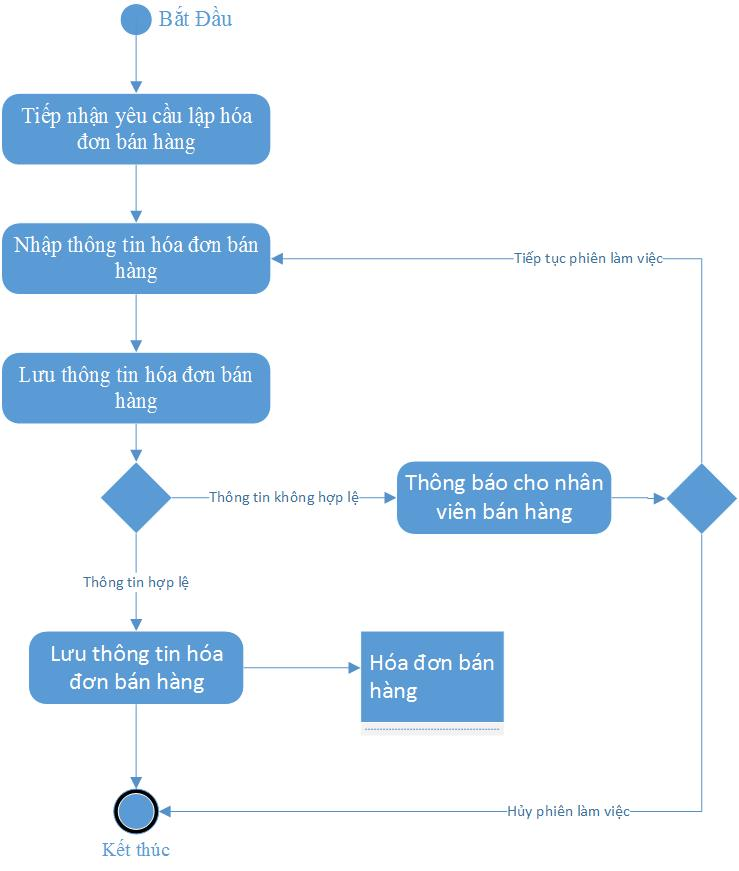 Bắt Đầu
Tiếp nhận yêu cầu lập hóa
đơn bán hàng
Nhập thông tin hóa đơn bán
hàng
Tiếp tục phiên làm việc
Lưu thông tin hóa đơn bán
hàng
Thông tin không hợp lệ
Thông báo cho nhân
viên bán hàng
Thông tin hợp lệ
Lưu thông tin hóa
đơn bán hàng
Hóa đơn bán
hàng
Hủy phiên làm việc
Kết thúc